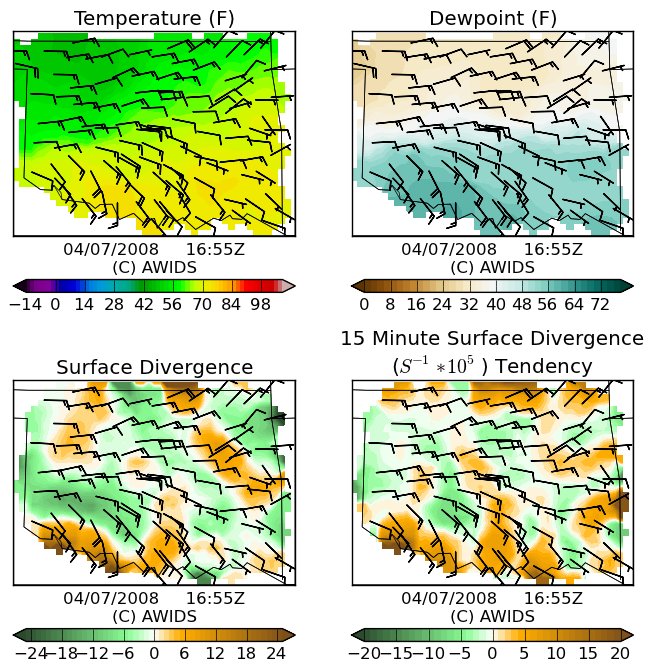 Temperature (F)
Dewpoint (F)
04/07/2008 16:55Z
(C) AWIDS
04/07/2008 16:55Z
(C) AWIDS
−14 0 14 28 42 56 70 84 98
0 8 16 24 32 40 48 56 64 72
Surface Divergence
15 Minute Surface Divergence
(S⁻¹ *10⁵ ) Tendency
04/07/2008 16:55Z
(C) AWIDS
04/07/2008 16:55Z
(C) AWIDS
−24 −18 −12 −6 0 6 12 18 24
−20 −15 −10 −5 0 5 10 15 20